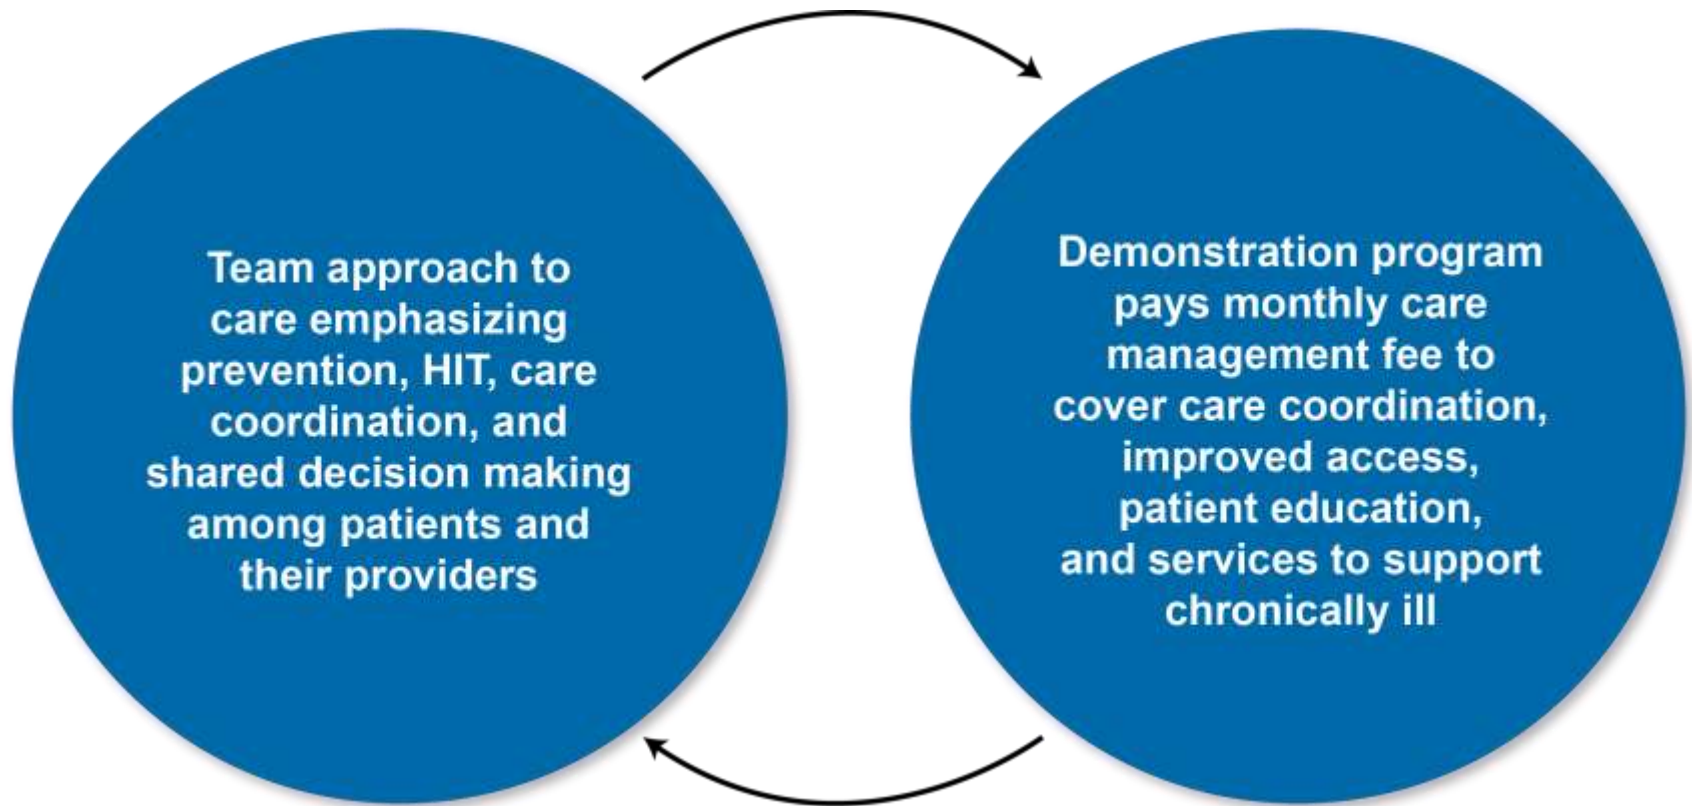 Team approach to
care emphasizing
prevention, HIT, care
coordination, and
shared decision making
among patients and
their providers
Demonstration program
pays monthly care
management fee to
cover care coordination,
improved access,
patient education,
and services to support
chronically ill